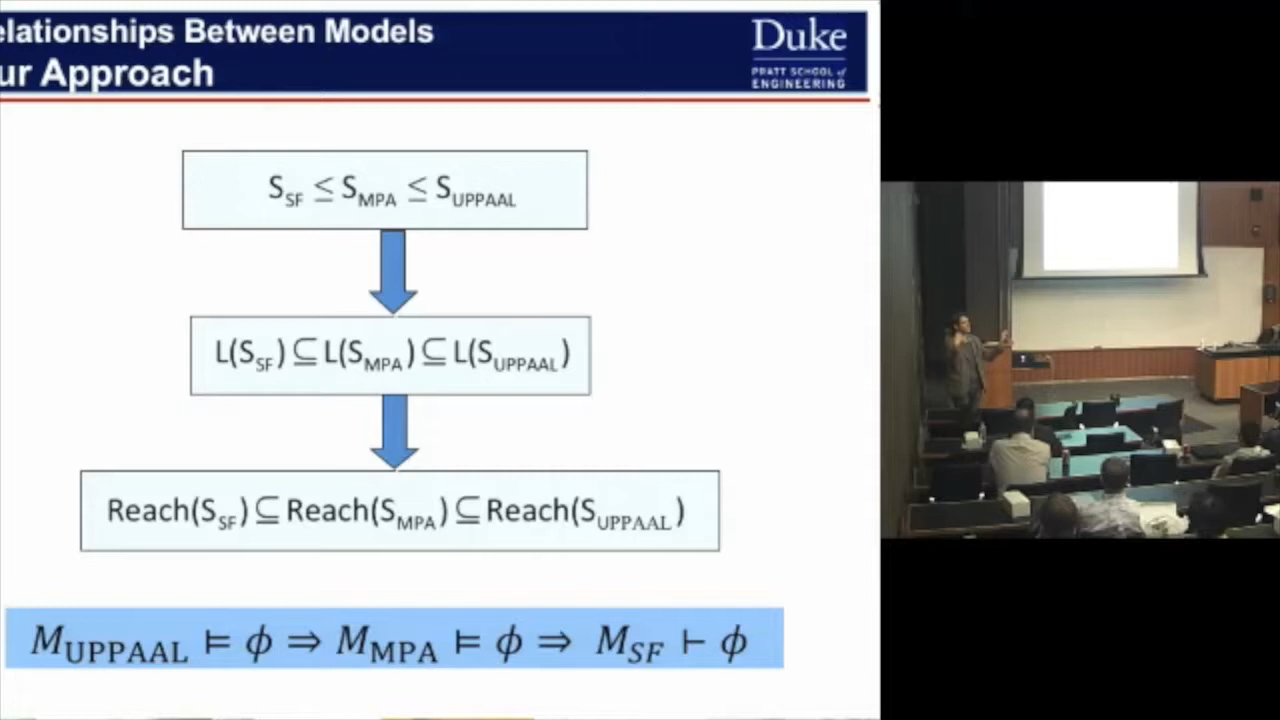 elationships Between Models
ur Approach
Duke
PRATT SCHOOL of
ENGINEERING
S_SF ≤ S_MPA ≤ S_UPPAAL
L(S_SF) ⊆ L(S_MPA) ⊆ L(S_UPPAAL)
Reach(S_SF) ⊆ Reach(S_MPA) ⊆ Reach(S_UPPAAL)
M_UPPAAL ⊨ ϕ ⇒ M_MPA ⊨ ϕ ⇒ M_SF ⊢ ϕ